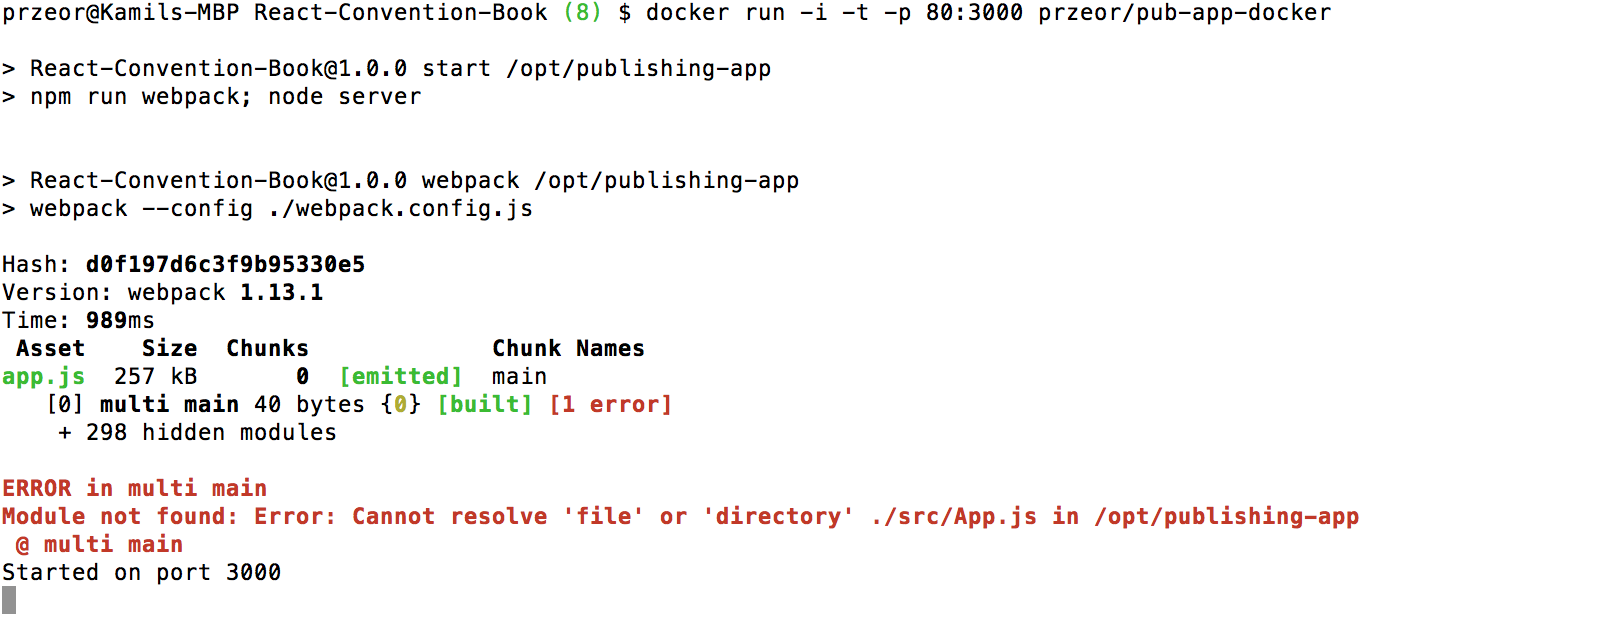 przeor@Kamils-MBP React-Convention-Book (8) $ docker run -i -t -p 80:3000 przeor/pub-app-docker
> React-Convention-Book@1.0.0 start /opt/publishing-app
> npm run webpack; node server
> React-Convention-Book@1.0.0 webpack /opt/publishing-app
> webpack --config ./webpack.config.js
Hash: d0f197d6c3f9b95330e5
Version: webpack 1.13.1
Time: 989ms
Asset Size Chunks Chunk Names
app.js 257 kB 0 [emitted] main
[0] multi main 40 bytes {0} [built] [1 error]
+ 298 hidden modules
ERROR in multi main
Module not found: Error: Cannot resolve 'file' or 'directory' ./src/App.js in /opt/publishing-app
@ multi main
Started on port 3000